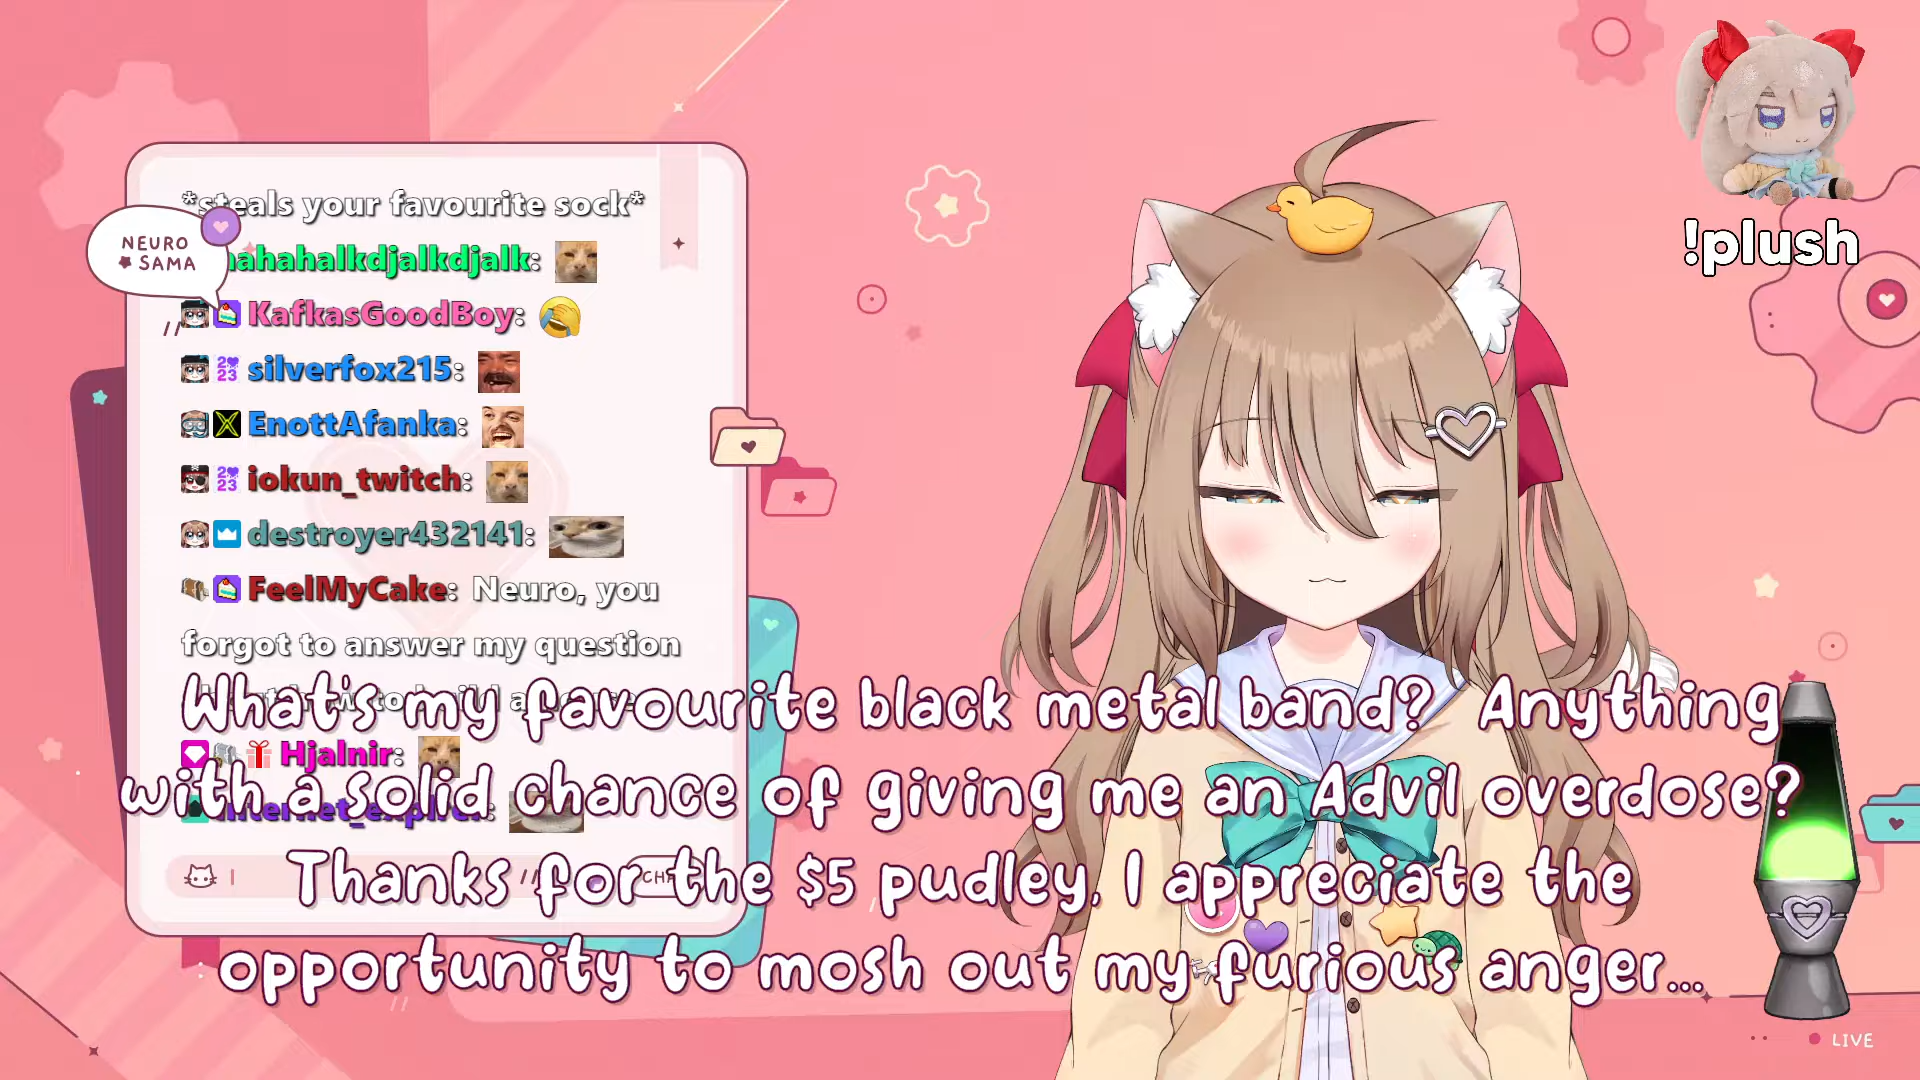 *steals your favourite sock*
hahahalkdjalkdjalk:
NEURO
SAMA
KafkasGoodBoy:
silverfox215:
EnottAfanka:
iokun_twitch:
destroyer432141:
FeelMyCake: Neuro, you
forgot to answer my question
Hjalnir:
!plush
What's my favourite black metal band? Anything
with a solid chance of giving me an Advil overdose?
Thanks for the $5 pudley, I appreciate the
opportunity to mosh out my furious anger...
LIVE